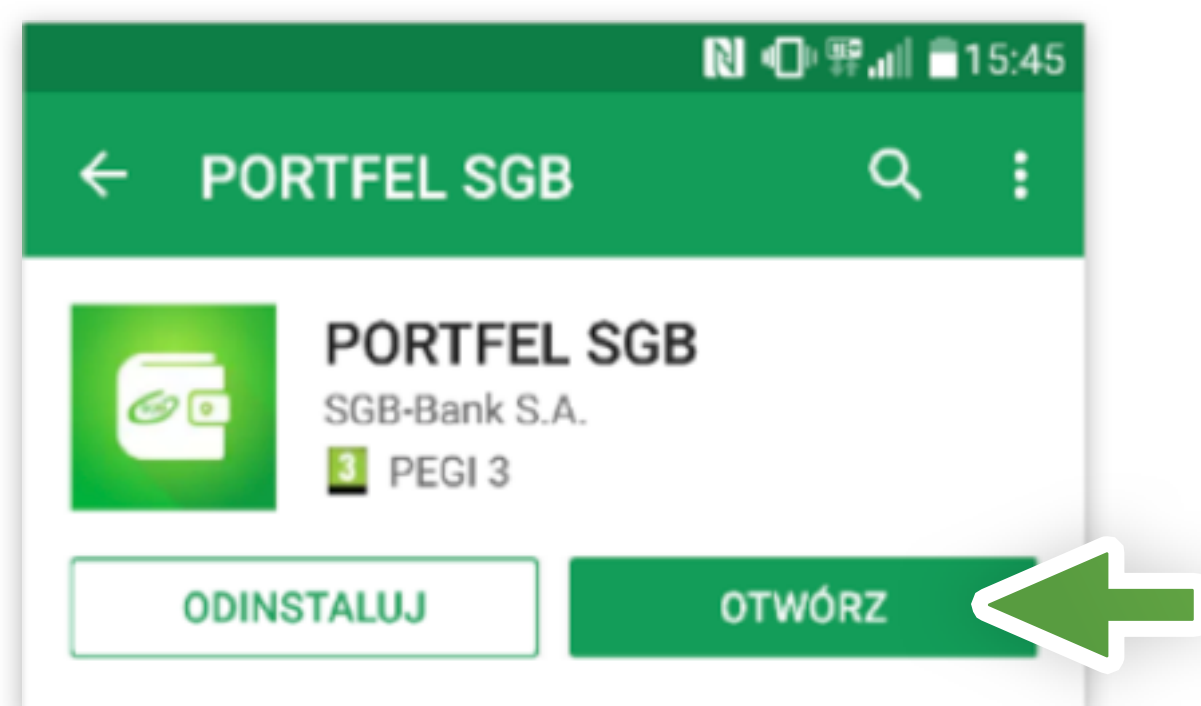 15:45
PORTFEL SGB
PORTFEL SGB
SGB-Bank S.A.
3 PEGI 3
ODINSTALUJ
OTWÓRZ